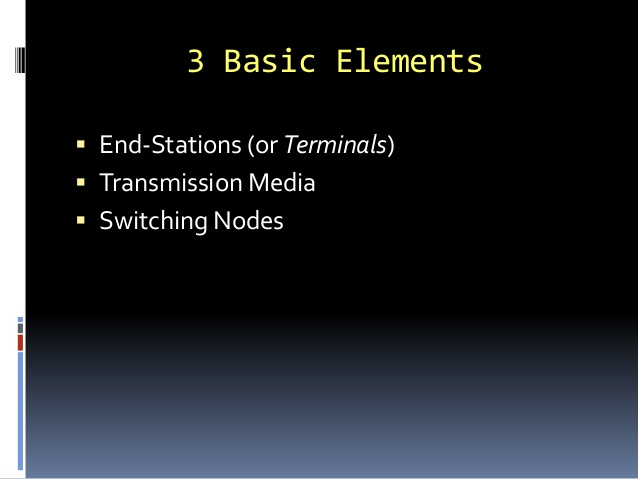 3 Basic Elements
▪ End-Stations (or Terminals)
▪ Transmission Media
▪ Switching Nodes